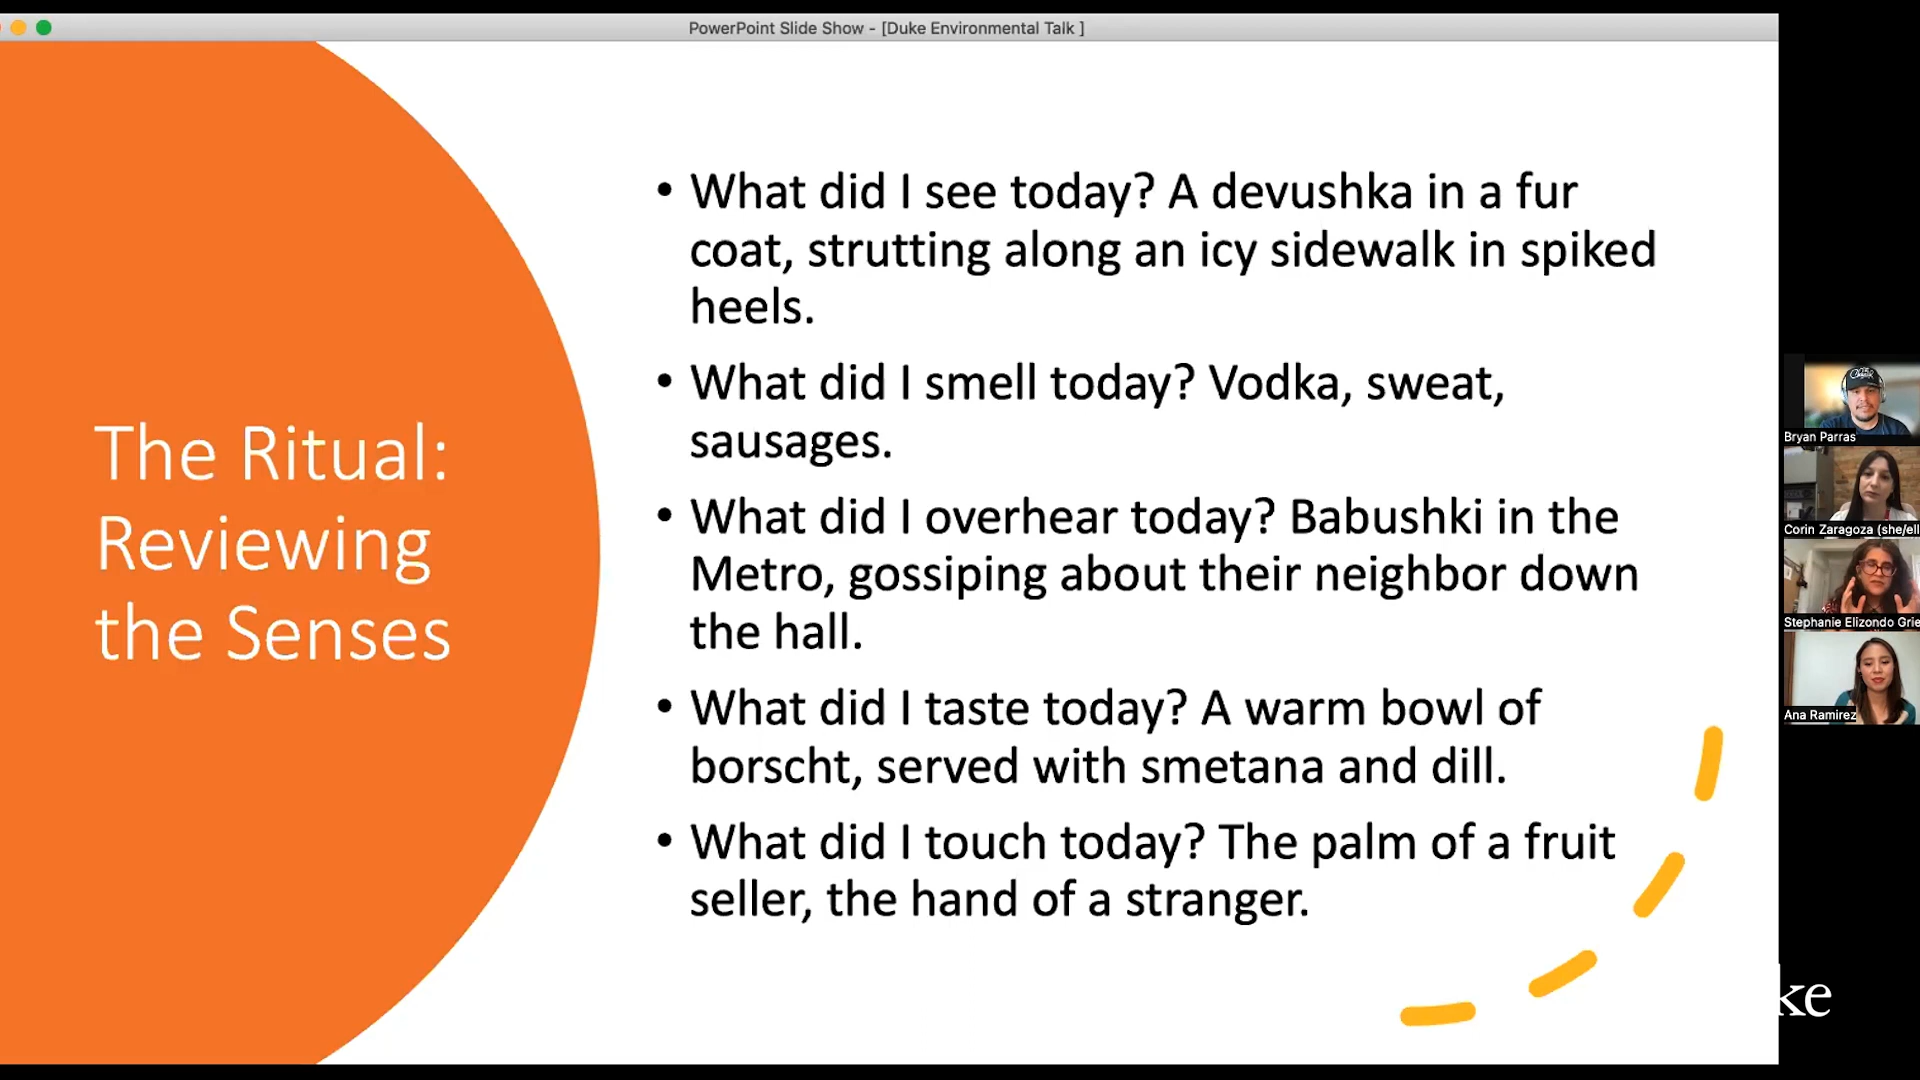 PowerPoint Slide Show - [Duke Environmental Talk ]
The Ritual:
Reviewing
the Senses
• What did I see today? A devushka in a fur
coat, strutting along an icy sidewalk in spiked
heels.
• What did I smell today? Vodka, sweat,
sausages.
• What did I overhear today? Babushki in the
Metro, gossiping about their neighbor down
the hall.
• What did I taste today? A warm bowl of
borscht, served with smetana and dill.
• What did I touch today? The palm of a fruit
seller, the hand of a stranger.
Bryan Parras
Corin Zaragoza (she/ell
Stephanie Elizondo Grie
Ana Ramirez
ke